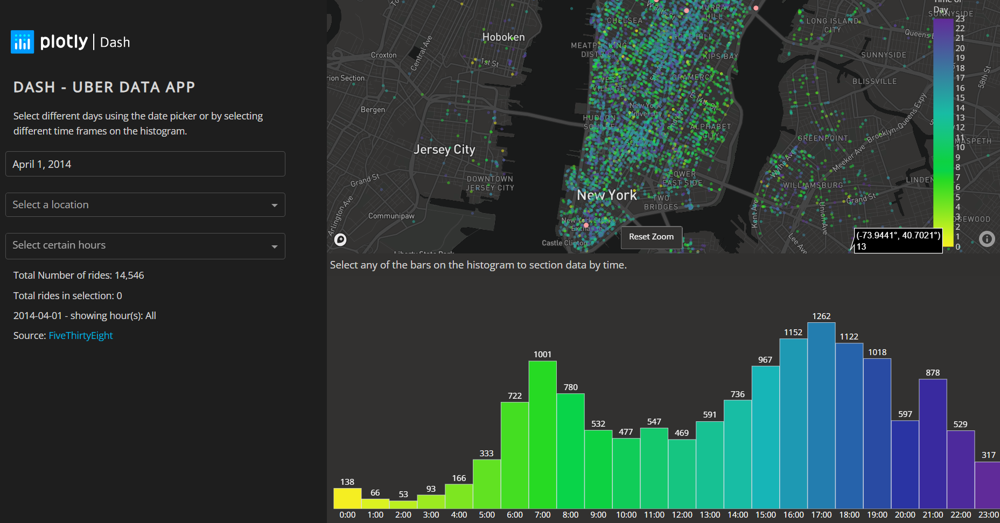 plotly | Dash
DASH - UBER DATA APP
Select different days using the date picker or by selecting
different time frames on the histogram.
April 1, 2014
Select a location
Select certain hours
Total Number of rides: 14,546
Total rides in selection: 0
2014-04-01 - showing hour(s): All
Source: FiveThirtyEight
Hoboken
Croxton
Central Ave
1st St
rion Section
Bergen
Jersey City
Grand St
DOWNTOWN
JERSEY CITY
Arlington Ave
Communipaw
Liberty State Park
CHELSEA
MURRAY
HILL
MEATPACKING
DISTRICT
KIPS BAY
WEST
VILLAGE
GRAMERCY
E 14th St
New York
University
2nd Ave
HUDSON
SQUARE
ALPHABET
CITY
SOHO
LOWER
EAST SIDE
New York
TWO
BRIDGES
New York Stock
Exchange
Castle Clinton
Reset Zoom
LONG ISLAND
CITY
Queens
SUNNYSIDE
SUNNYSIDE
BLISSVILLE
58th St
Brooklyn-Queens Expy
GREENPOINT
MASPETH
Meeker Ave
Wythe Ave
WILLIAMSBURG
LINDEN
Grand St
Kent Ave
Union Ave
Lee Ave
DGEWOOD
Time of
Day
23
22
21
20
19
18
17
16
15
14
13
12
11
10
9
8
7
6
5
4
3
2
1
0
(-73.9441°, 40.7021°)
13
Select any of the bars on the histogram to section data by time.
138
66
53
93
166
333
722
1001
780
532
477
547
469
591
736
967
1152
1262
1122
1018
597
878
529
317
0:00 1:00 2:00 3:00 4:00 5:00 6:00 7:00 8:00 9:00 10:00 11:00 12:00 13:00 14:00 15:00 16:00 17:00 18:00 19:00 20:00 21:00 22:00 23:00